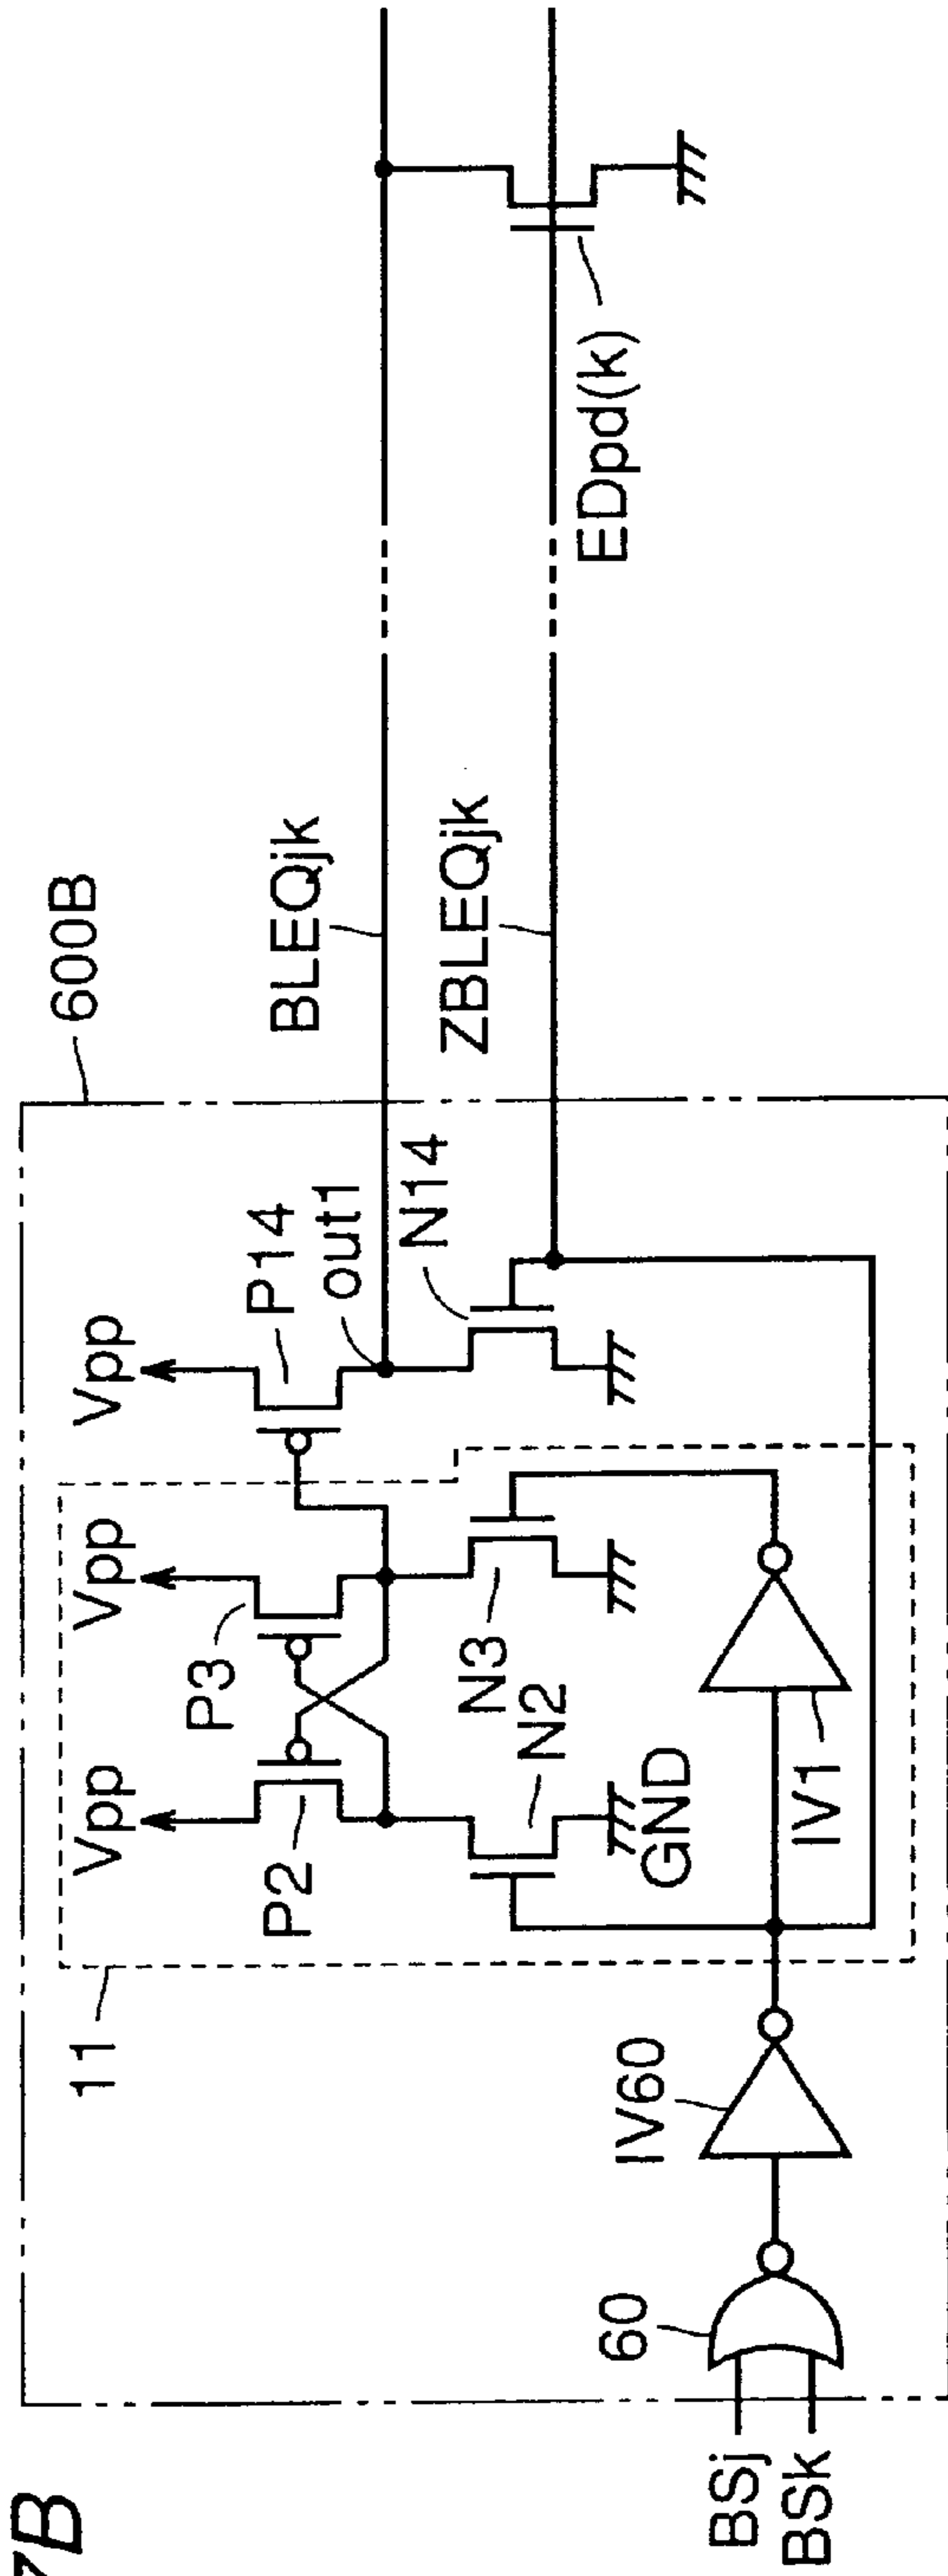 7B
600B
11
Vpp
Vpp
Vpp
P2
P3
P14
out1
BLEQjk
N2
N3
N14
ZBLEQjk
GND
EDpd(k)
IV60
IV1
60
BSj
BSk